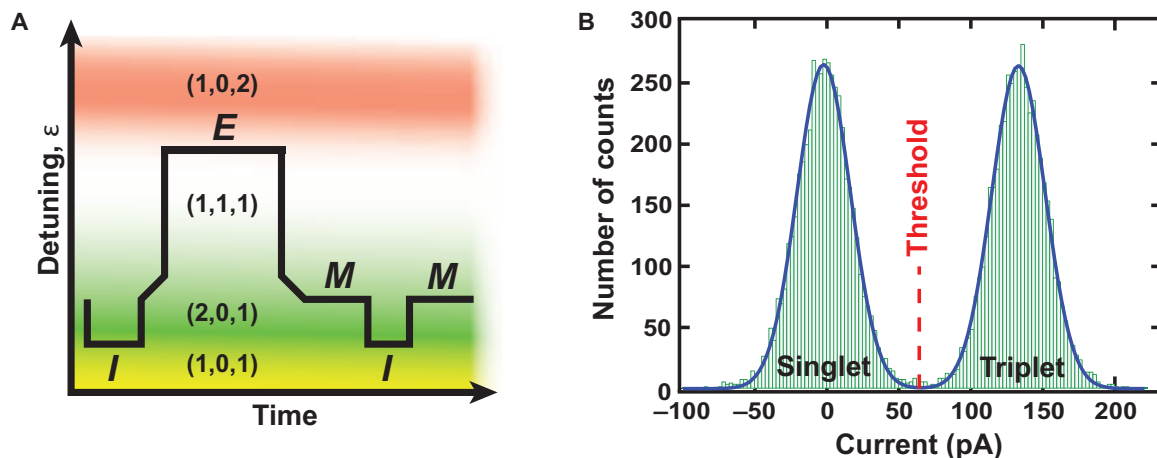 A
Detuning, ε
(1,0,2)
E
(1,1,1)
M
M
(2,0,1)
I
(1,0,1)
I
Time
B
Number of counts
300
250
200
150
100
50
0
Threshold
Singlet
Triplet
–100
–50
0
50
100
150
200
Current (pA)